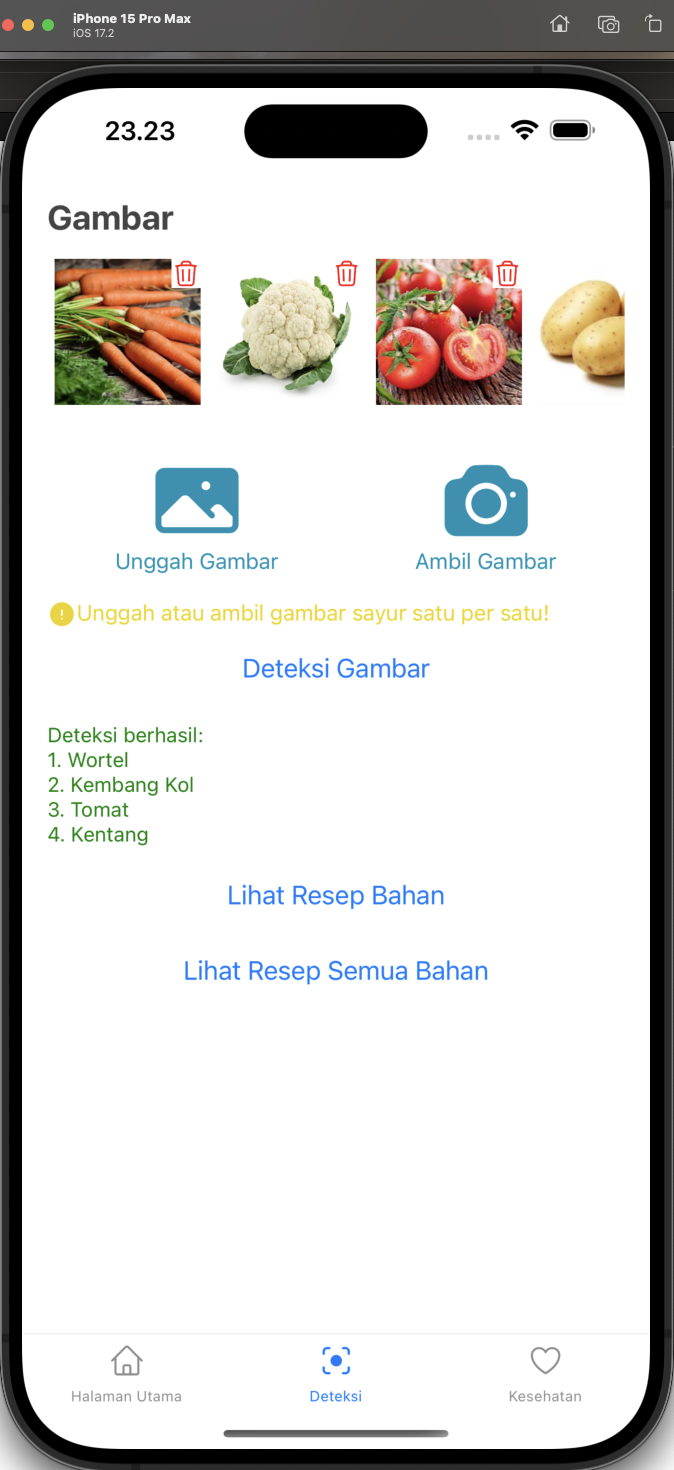 iPhone 15 Pro Max
iOS 17.2
23.23
Gambar
Unggah Gambar
Ambil Gambar
Unggah atau ambil gambar sayur satu per satu!
Deteksi Gambar
Deteksi berhasil:
1. Wortel
2. Kembang Kol
3. Tomat
4. Kentang
Lihat Resep Bahan
Lihat Resep Semua Bahan
Halaman Utama
Deteksi
Kesehatan